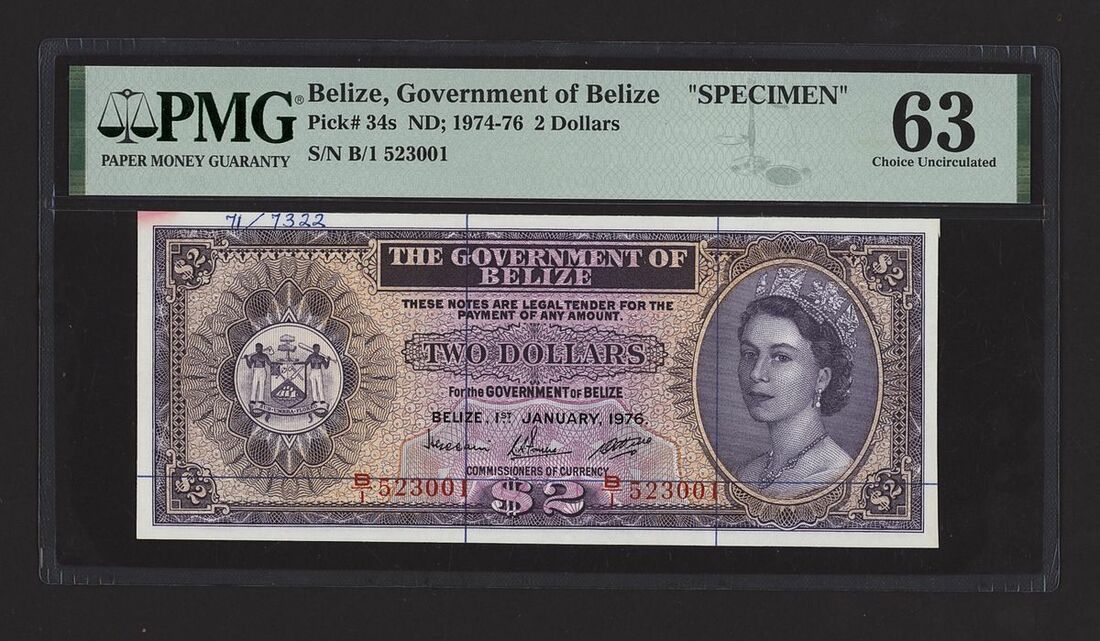 PMG®
PAPER MONEY GUARANTY
Belize, Government of Belize "SPECIMEN"
Pick# 34s ND; 1974-76 2 Dollars
S/N B/1 523001
63
Choice Uncirculated
71/7322
$2
THE GOVERNMENT OF
BELIZE
THESE NOTES ARE LEGAL TENDER FOR THE
PAYMENT OF ANY AMOUNT.
TWO DOLLARS
For the GOVERNMENT OF BELIZE
BELIZE, 1ST JANUARY, 1976.
COMMISSIONERS OF CURRENCY
B/1 523001 B/1 523001
$2 $2 $2